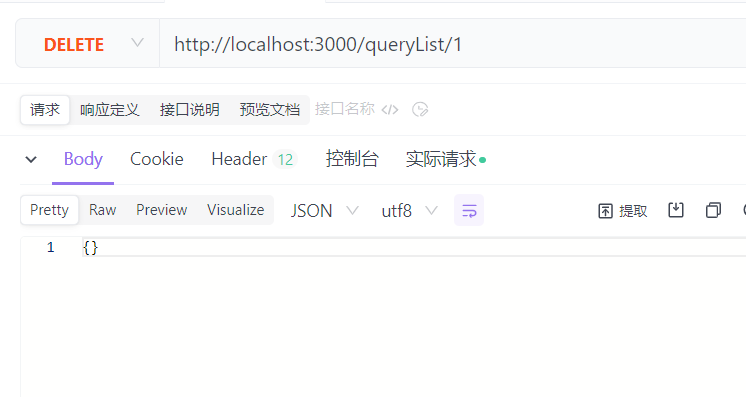 DELETE http://localhost:3000/queryList/1
请求 响应定义 接口说明 预览文档 接口名称
Body Cookie Header 12 控制台 实际请求
Pretty Raw Preview Visualize JSON utf8 提取
1 {}